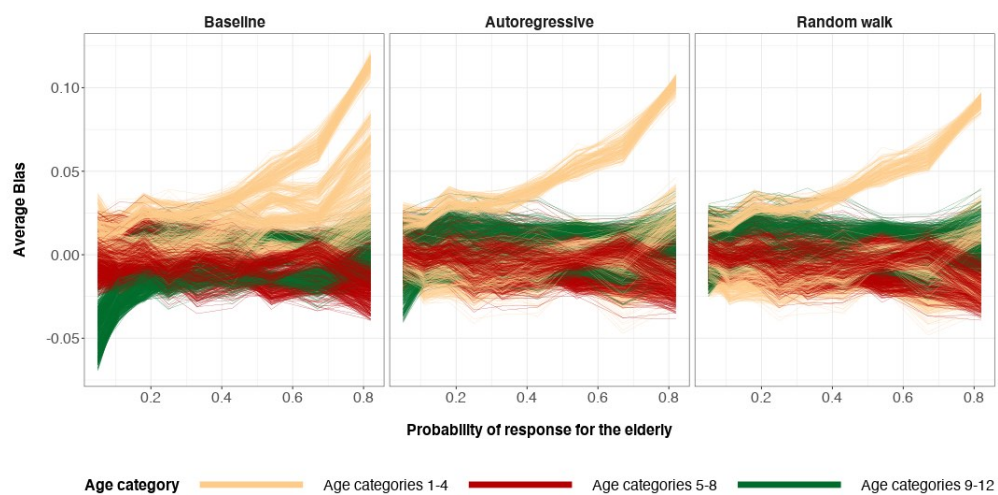 Baseline Autoregressive Random walk
Average Bias
0.10
0.05
0.00
-0.05
0.2 0.4 0.6 0.8 0.2 0.4 0.6 0.8 0.2 0.4 0.6 0.8
Probability of response for the elderly
Age category Age categories 1-4 Age categories 5-8 Age categories 9-12